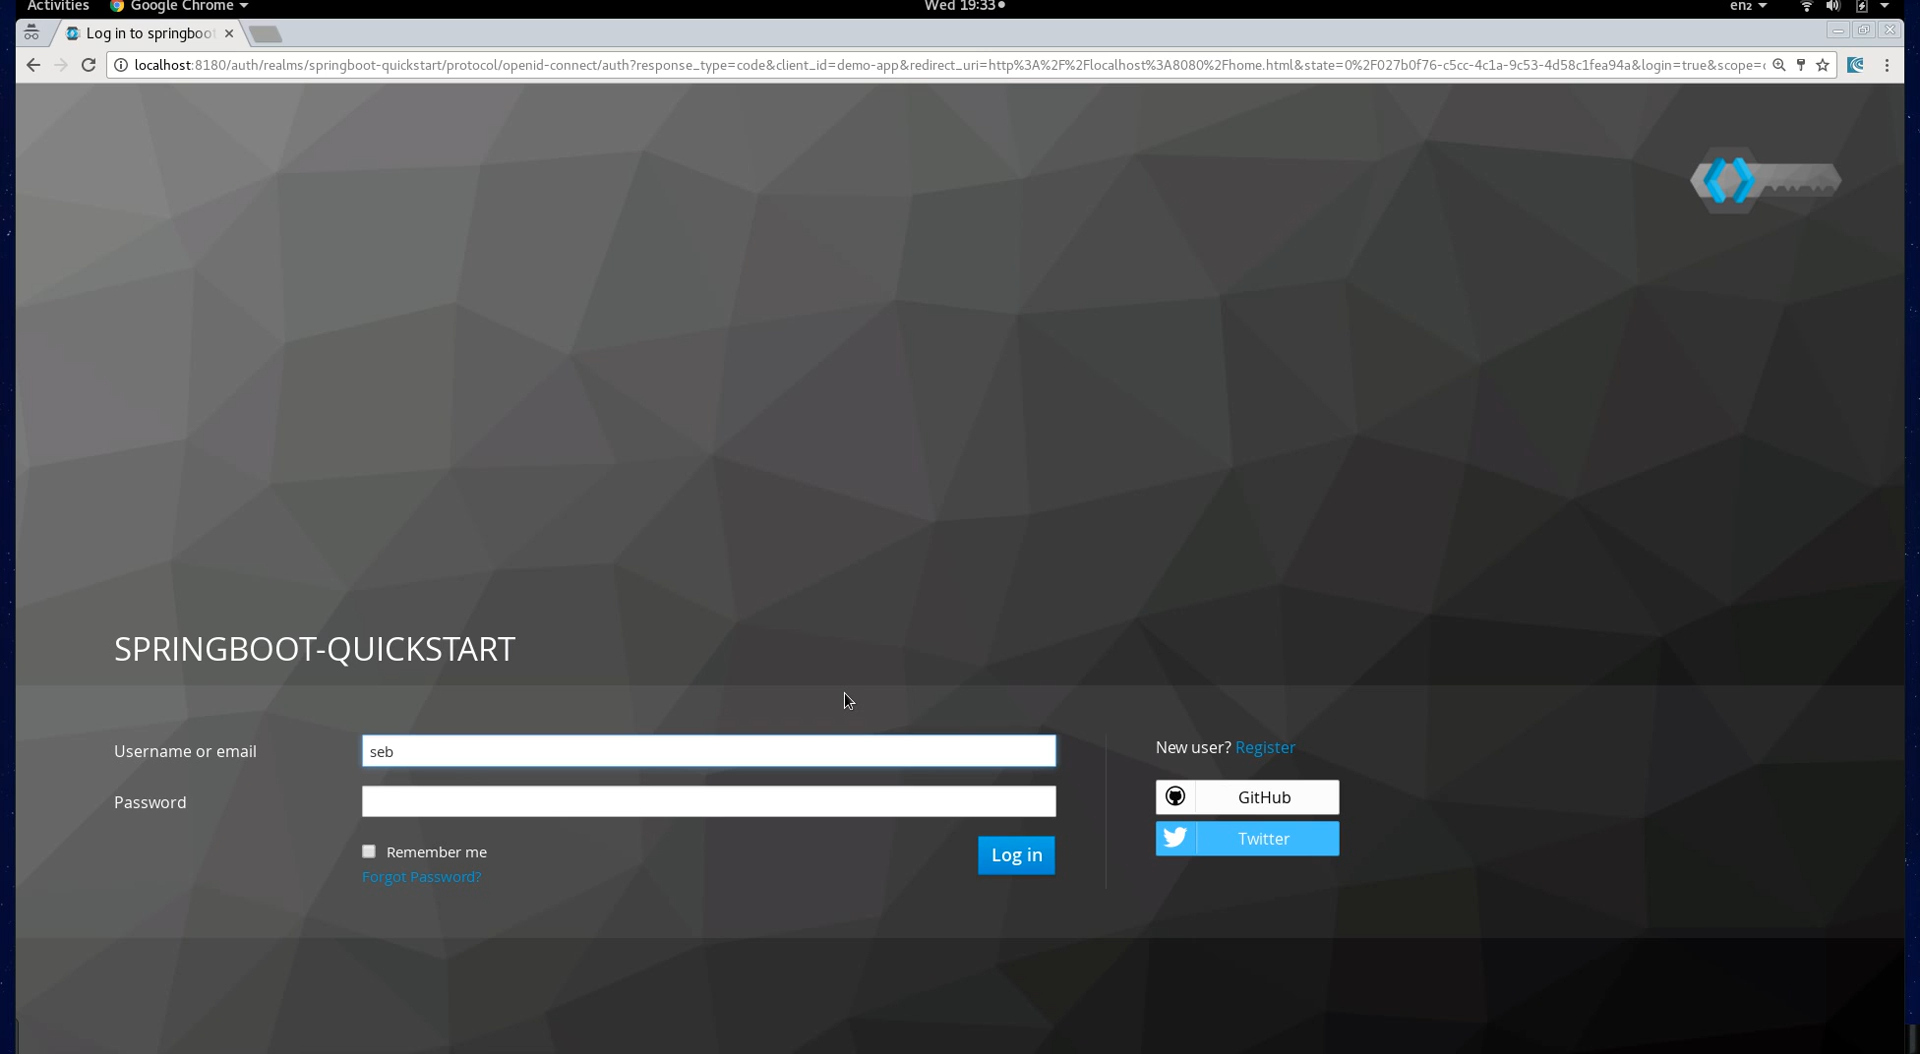 Activities Google Chrome Wed 19:33 en₂
Log in to springboot
localhost:8180/auth/realms/springboot-quickstart/protocol/openid-connect/auth?response_type=code&client_id=demo-app&redirect_uri=http%3A%2F%2Flocalhost%3A8080%2Fhome.html&state=0%2F027b0f76-c5cc-4c1a-9c53-4d58c1fea94a&login=true&scope=
SPRINGBOOT-QUICKSTART
Username or email seb
Password
Remember me
Forgot Password?
Log in
New user? Register
GitHub
Twitter